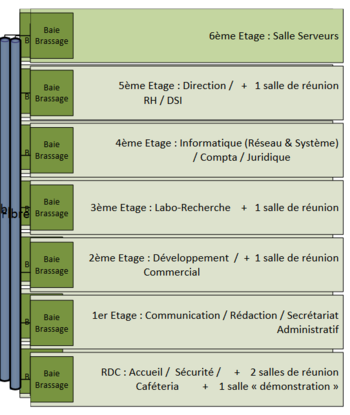 Baie
Brassage
6ème Etage : Salle Serveurs
Baie
Brassage
5ème Etage : Direction / + 1 salle de réunion
RH / DSI
Baie
Brassage
4ème Etage : Informatique (Réseau & Système)
/ Compta / Juridique
Baie
Brassage
3ème Etage : Labo-Recherche + 1 salle de réunion
Baie
Brassage
2ème Etage : Développement / + 1 salle de réunion
Commercial
Baie
Brassage
1er Etage : Communication / Rédaction / Secrétariat
Administratif
Baie
Brassage
RDC : Accueil / Sécurité / + 2 salles de réunion
Caféteria + 1 salle « démonstration »